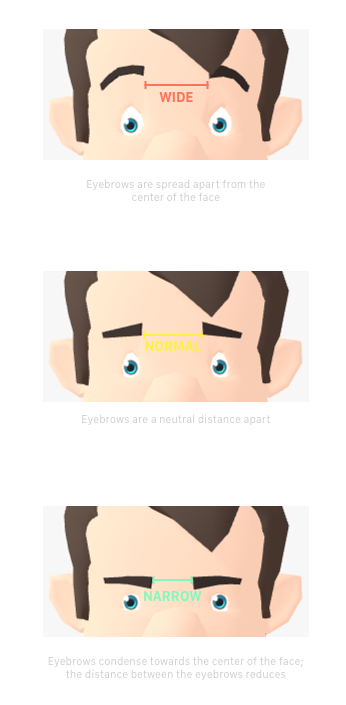 WIDE
Eyebrows are spread apart from the
center of the face
NORMAL
Eyebrows are a neutral distance apart
NARROW
Eyebrows condense towards the center of the face;
the distance between the eyebrows reduces